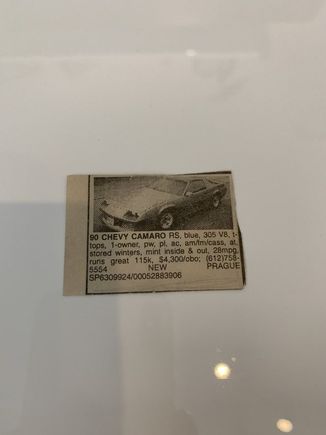 90 CHEVY CAMARO RS, blue, 305 V8, t-
tops, 1-owner, pw, pl, ac, am/fm/cass, at,
stored winters, mint inside & out, 28mpg,
runs great 115k, $4,300/obo; (612)758-
5554 NEW PRAGUE
SP6309924/00052883906